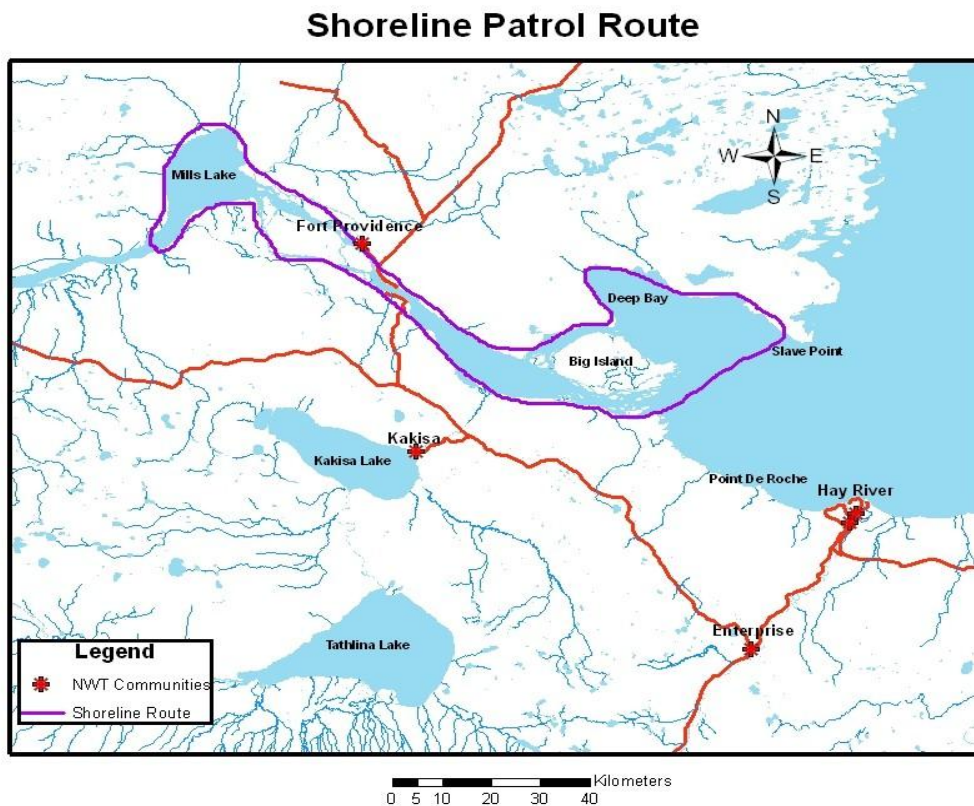 Shoreline Patrol Route
N
W E
S
Mills Lake
Fort Providence
Deep Bay
Slave Point
Big Island
Kakisa
Kakisa Lake
Point De Roche
Hay River
Enterprise
Tathlina Lake
Legend
NWT Communities
Shoreline Route
Kilometers
0 5 10 20 30 40